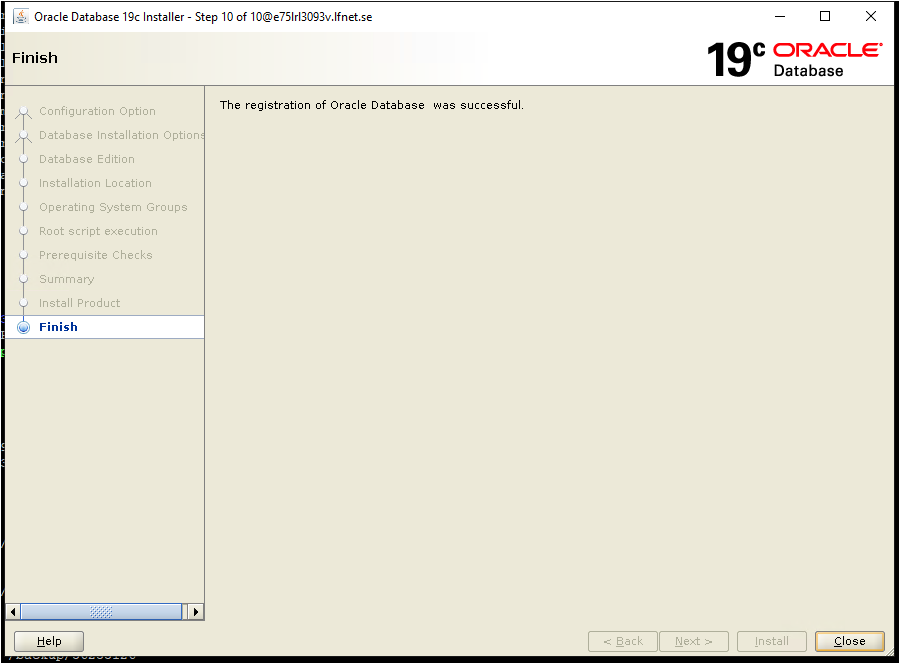 Oracle Database 19c Installer - Step 10 of 10@e75lrl3093v.lfnet.se
Finish
19c ORACLE
Database
Configuration Option
Database Installation Options
Database Edition
Installation Location
Operating System Groups
Root script execution
Prerequisite Checks
Summary
Install Product
Finish
The registration of Oracle Database  was successful.
Help
< Back
Next >
Install
Close